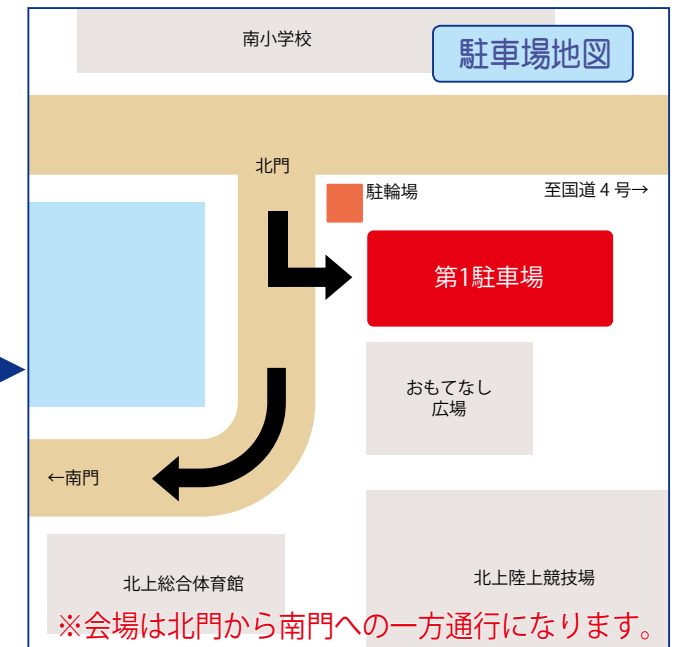 南小学校
駐車場地図
北門
駐輪場
至国道4号→
第1駐車場
おもてなし
広場
←南門
北上総合体育館
北上陸上競技場
※会場は北門から南門への一方通行になります。